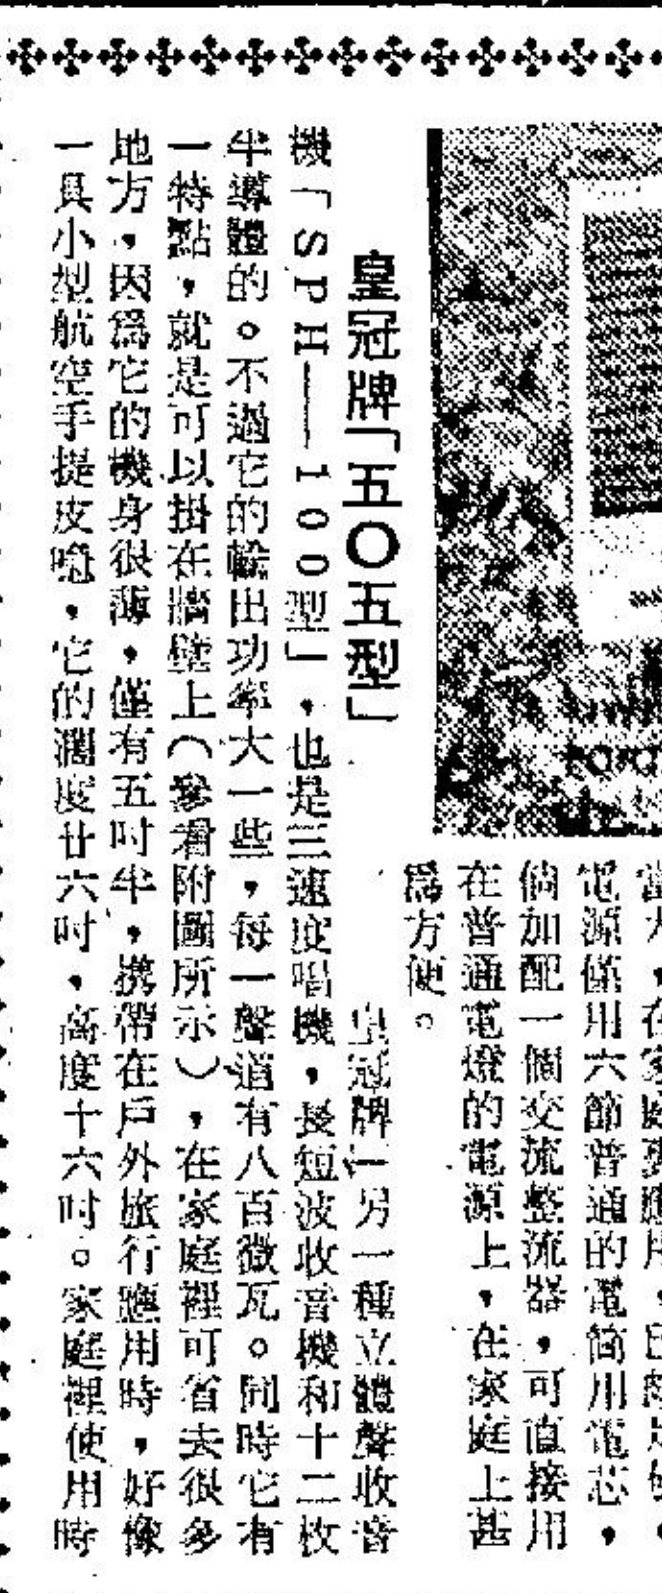 電源僅用六節普通的電筒用電芯，
倘加配一個交流整流器，可直接用
在普通電燈的電源上，在家庭上甚
爲方便。
皇冠牌「五〇五型」
皇冠牌另一種立體聲收音
機「SPH——100型」，也是三速度唱機，長短波收音機和十二枚
半導體的。不過它的輸出功率大一些，每一聲道有八百微瓦。同時它有
一特點，就是可以掛在牆壁上（參看附圖所示），在家庭裡可省去很多
地方，因爲它的機身很薄，僅有五吋半，攜帶在戶外旅行應用時，好像
一具小型航空手提皮喼，它的濶度廿六吋，高度十六吋。家庭裡使用時